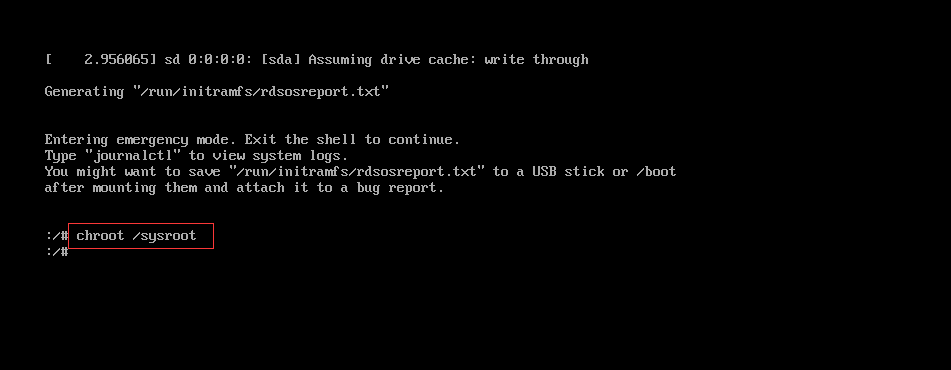 [    2.956065] sd 0:0:0:0: [sda] Assuming drive cache: write through
Generating "/run/initramfs/rdsosreport.txt"
Entering emergency mode. Exit the shell to continue.
Type "journalctl" to view system logs.
You might want to save "/run/initramfs/rdsosreport.txt" to a USB stick or /boot
after mounting them and attach it to a bug report.
:/# chroot /sysroot
:/#